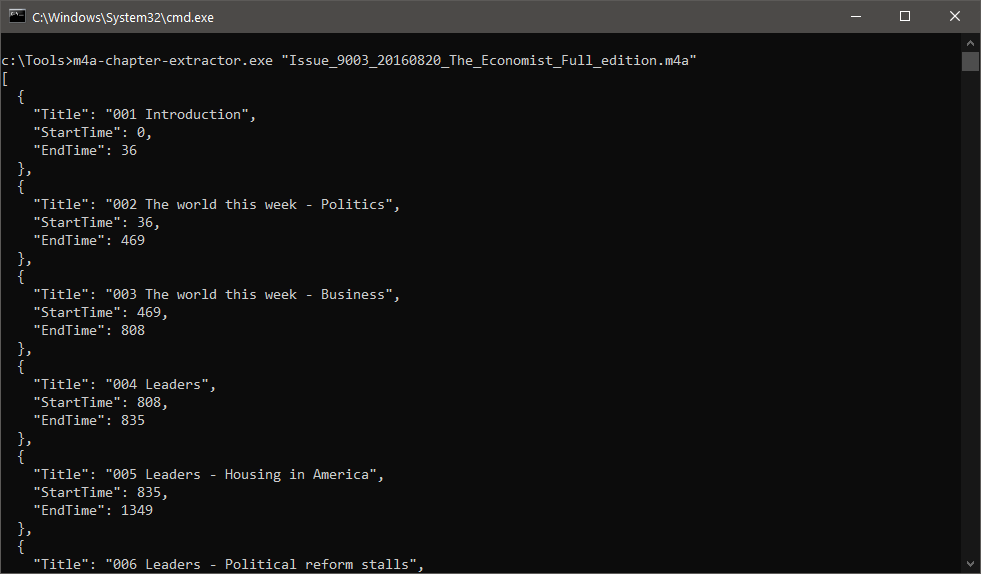 C:\Windows\System32\cmd.exe
c:\Tools>m4a-chapter-extractor.exe "Issue_9003_20160820_The_Economist_Full_edition.m4a"
[
  {
    "Title": "001 Introduction",
    "StartTime": 0,
    "EndTime": 36
  },
  {
    "Title": "002 The world this week - Politics",
    "StartTime": 36,
    "EndTime": 469
  },
  {
    "Title": "003 The world this week - Business",
    "StartTime": 469,
    "EndTime": 808
  },
  {
    "Title": "004 Leaders",
    "StartTime": 808,
    "EndTime": 835
  },
  {
    "Title": "005 Leaders - Housing in America",
    "StartTime": 835,
    "EndTime": 1349
  },
  {
    "Title": "006 Leaders - Political reform stalls",